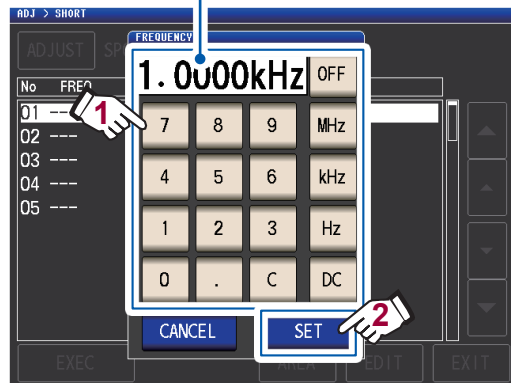 ADJ > SHORT
ADJUST SP
FREQUENCY
1.0000kHz OFF
No FREQ
01 ---
02 ---
03 ---
04 ---
05 ---
1
7 8 9 MHz
4 5 6 kHz
1 2 3 Hz
0 . C DC
2
CANCEL SET
EXEC AREA EDIT EXIT